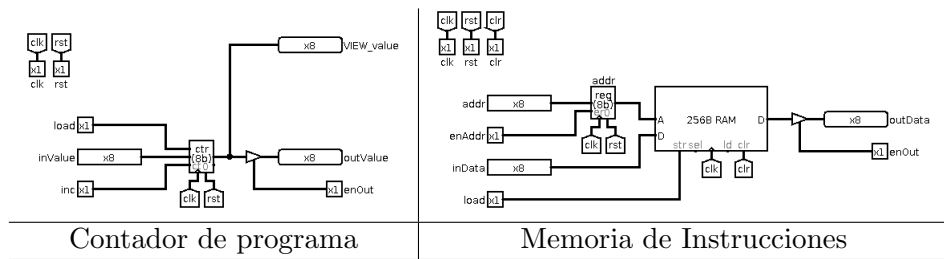 clk rst
x1 x1
clk rst
x8 VIEW_value
load x1
ctr
(8b)
inValue x8
x8 outValue
inc x1
x1 enOut
clk rst
Contador de programa
clk rst clr
x1 x1 x1
clk rst clr
addr
reg
(8b)
addr x8
enAddr x1
clk rst
inData x8
load x1
256B RAM
A
D
D
str sel ld clr
clk clr
x8 outData
x1 enOut
Memoria de Instrucciones